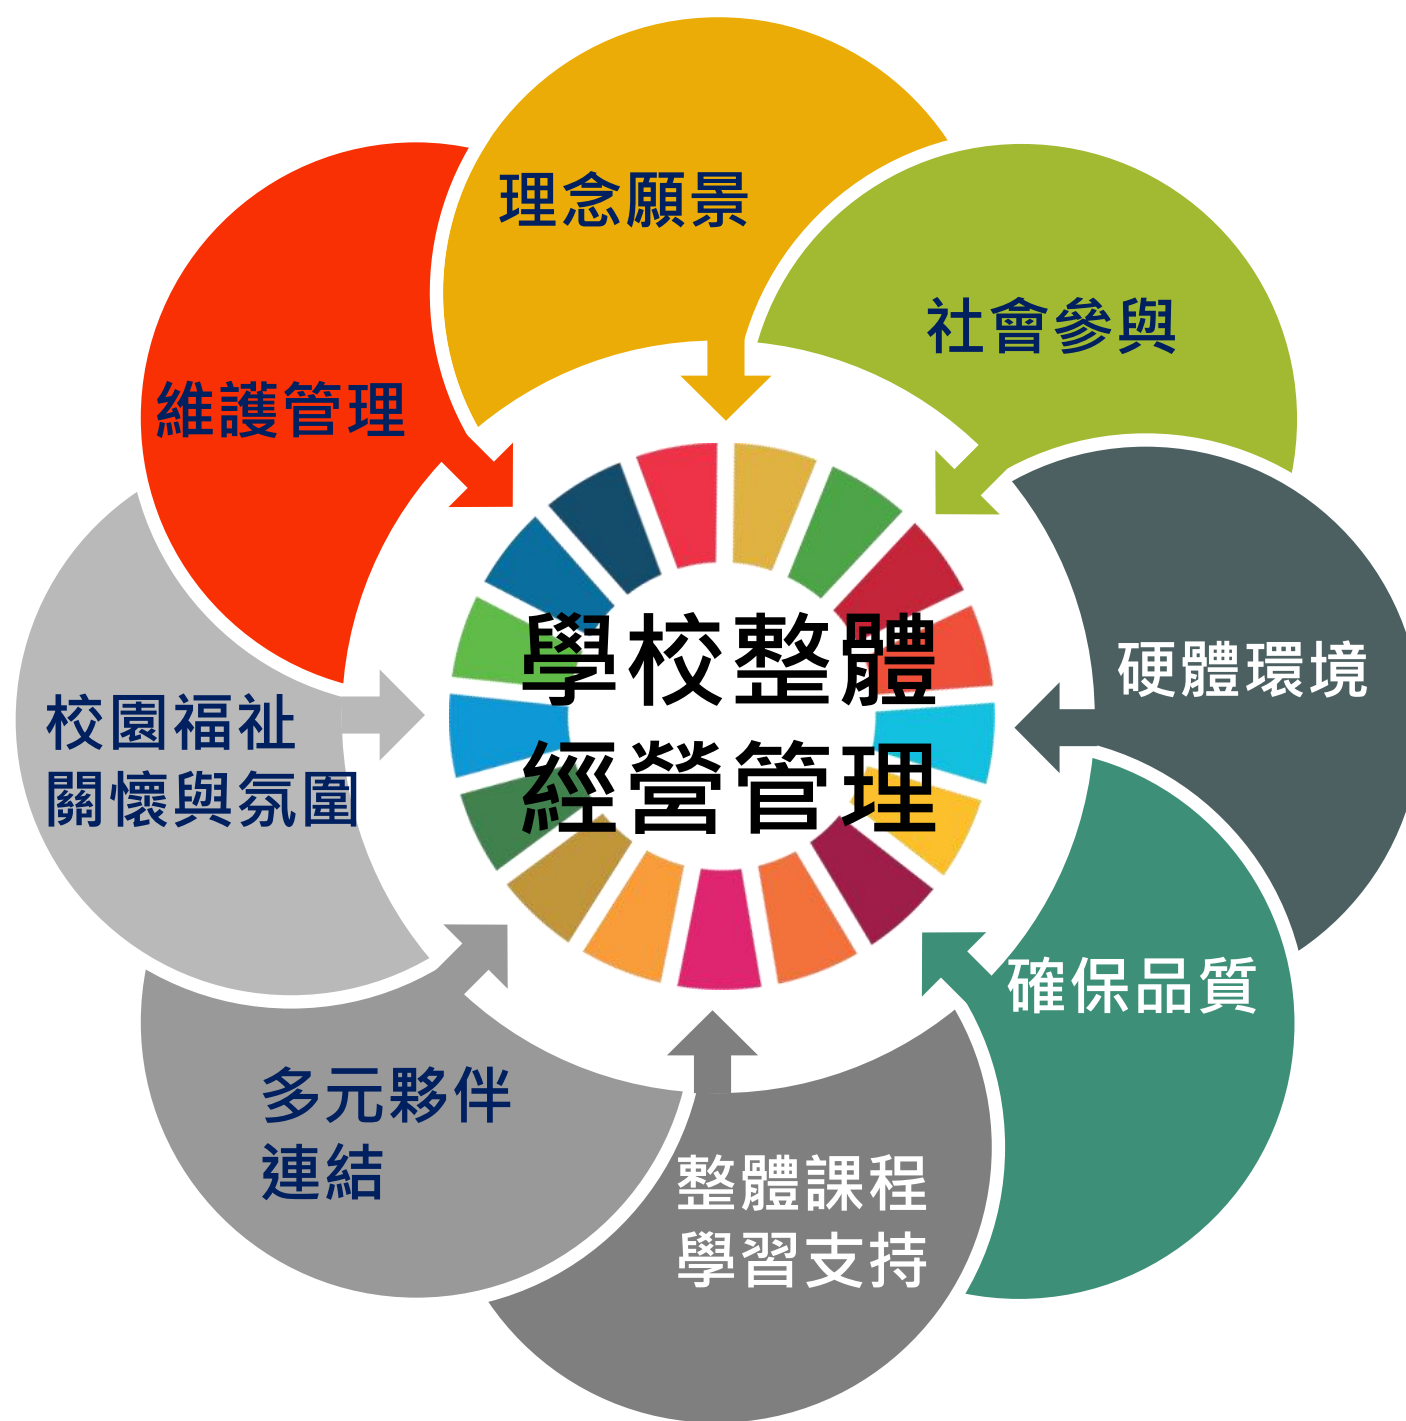 理念願景
社會參與
維護管理
硬體環境
學校整體
經營管理
校園福祉
關懷與氛圍
確保品質
多元夥伴
連結
整體課程
學習支持